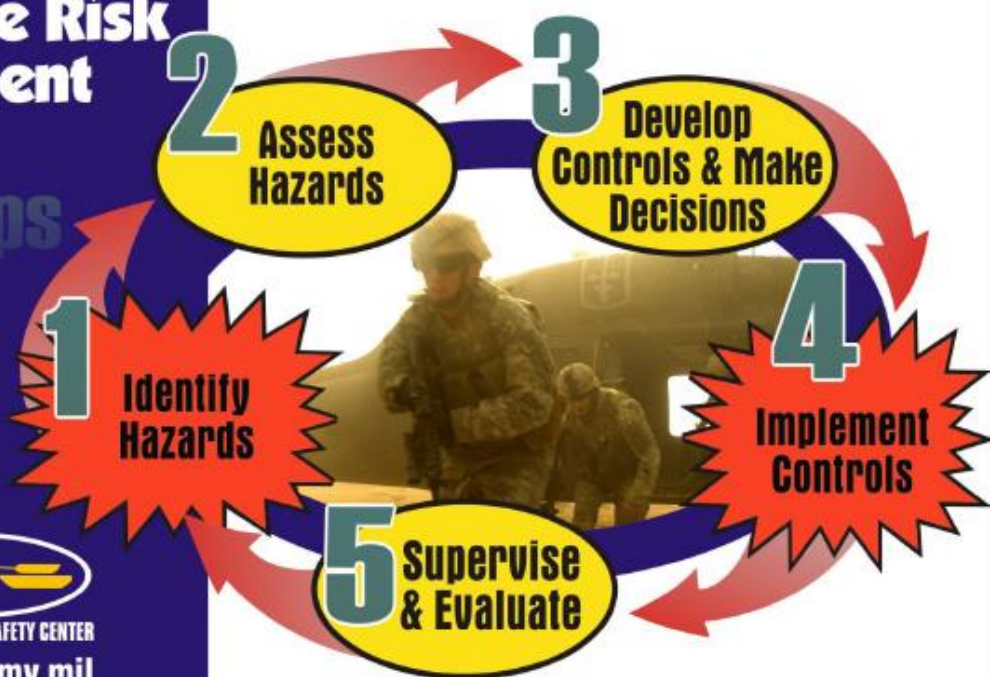 e Risk
ent
ps
1
Identify
Hazards
2
Assess
Hazards
3
Develop
Controls & Make
Decisions
4
Implement
Controls
5
Supervise
& Evaluate
AFETY CENTER
my.mil